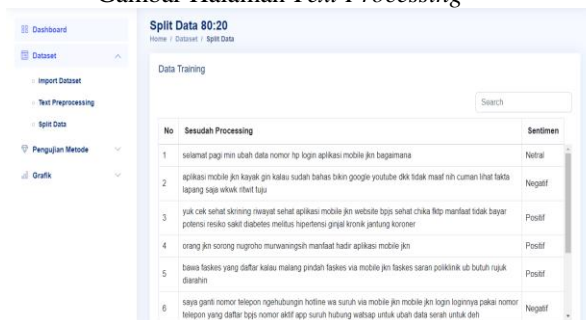 Gambar Halaman Text Processing
Dashboard
Dataset
Import Dataset
Text Preprocessing
Split Data
Pengujian Metode
Grafik
Split Data 80:20
Home / Dataset / Split Data
Data Training
Search
No Sesudah Processing Sentimen
1 selamat pagi min ubah data nomor hp login aplikasi mobile jkn bagaimana Netral
2 aplikasi mobile jkn kayak gin kalau sudah bahas bikin google youtube dkk tidak maaf nih cuman lihat fakta
lapang saja wkwk ritwit tuju Negatif
3 yuk cek sehat skrining riwayat sehat aplikasi mobile jkn website bpjs sehat chika fktp manfaat tidak bayar
potensi resiko sakit diabetes melitus hipertensi ginjal kronik jantung koroner Positif
4 orang jkn sorong nugroho murwaningsih manfaat hadir aplikasi mobile jkn Positif
5 bawa faskes yang daftar kalau malang pindah faskes via mobile jkn faskes saran poliklinik ub butuh rujuk
diarahin Positif
6 saya ganti nomor telepon ngehubungin hotline wa suruh via mobile jkn mobile jkn login loginnya pakai nomor
telepon yang daftar bpjs nomor aktif app suruh hubung watsap untuk ubah data serah untuk deh Negatif